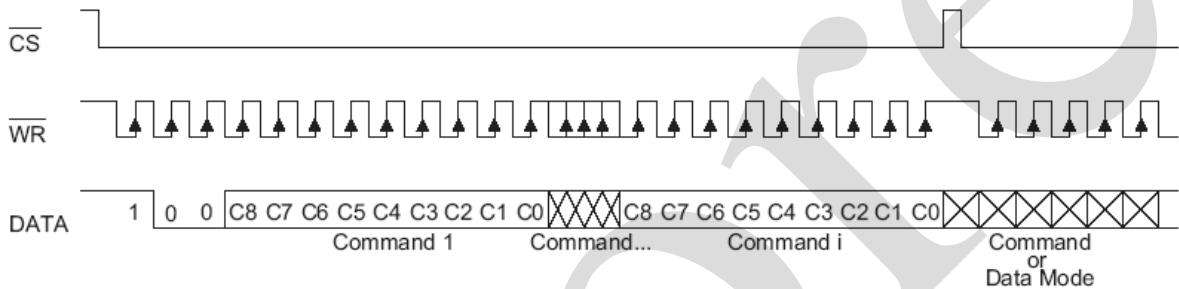 CS
WR
DATA 1 0 0 C8 C7 C6 C5 C4 C3 C2 C1 C0 C8 C7 C6 C5 C4 C3 C2 C1 C0
Command 1 Command... Command i Command
or
Data Mode